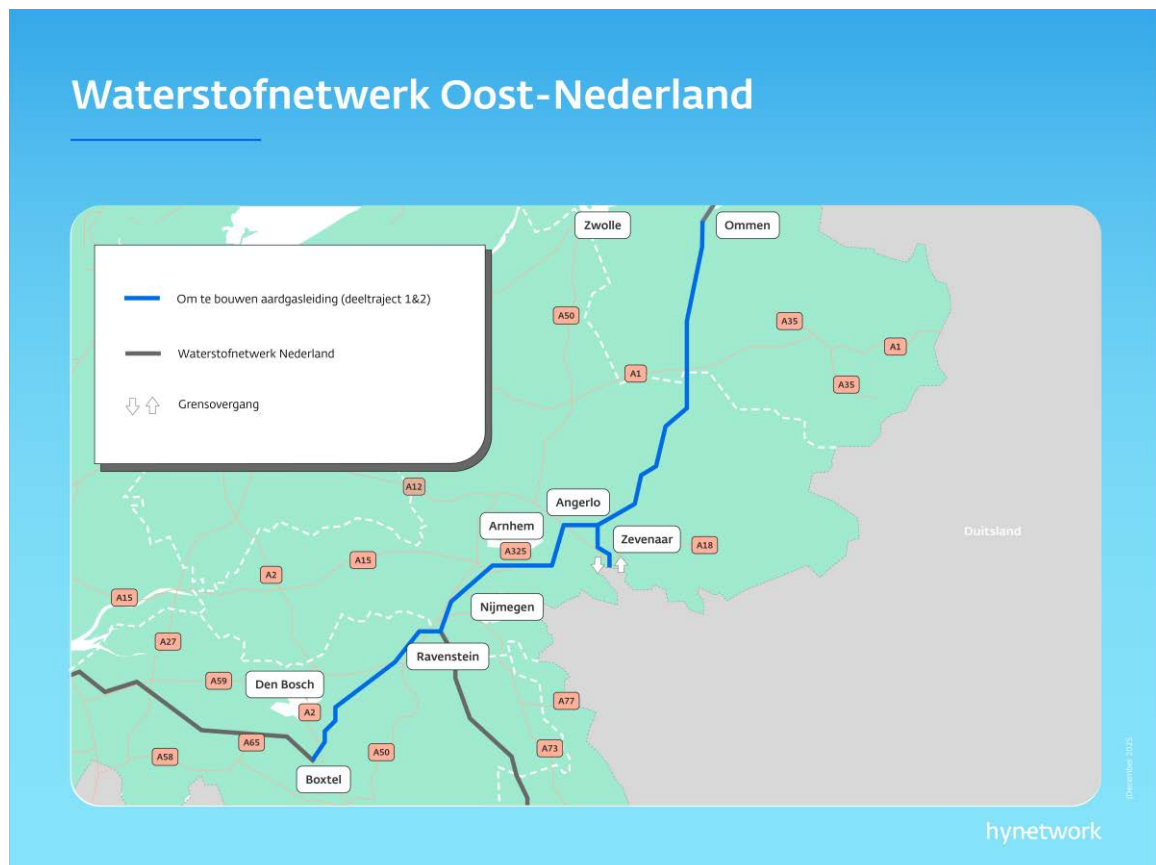 Waterstofnetwerk Oost-Nederland
Zwolle
Ommen
Om te bouwen aardgasleiding (deeltraject 1&2)
Waterstofnetwerk Nederland
Grensovergang
A50
A35
A1
A1
A35
A12
Angerlo
Arnhem
A325
Zevenaar
A18
Duitsland
A15
A2
A15
Nijmegen
A27
Ravenstein
A59
Den Bosch
A2
A77
A65
A58
A50
A73
Boxtel
(December 2025
hynetwork